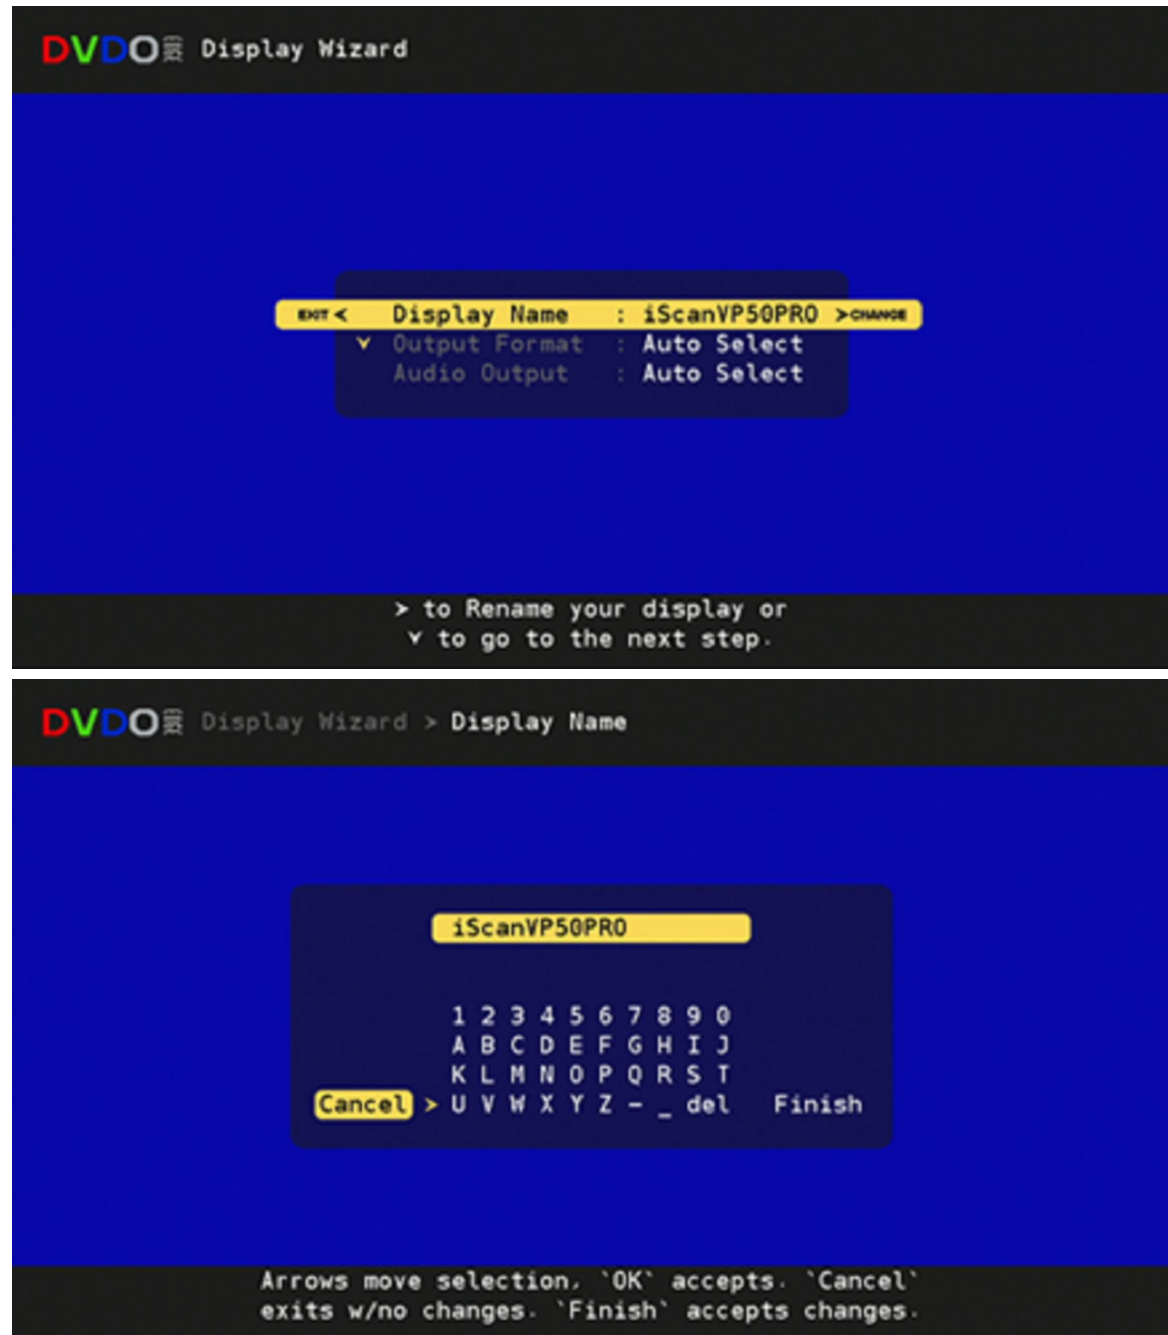 DVDO Display Wizard
EXIT < Display Name : iScanVP50PRO >CHANGE
Output Format : Auto Select
Audio Output : Auto Select
> to Rename your display or
v to go to the next step.
DVDO Display Wizard > Display Name
iScanVP50PRO
1 2 3 4 5 6 7 8 9 0
A B C D E F G H I J
K L M N O P Q R S T
Cancel > U V W X Y Z - _ del Finish
Arrows move selection, `OK` accepts. `Cancel`
exits w/no changes. `Finish` accepts changes.